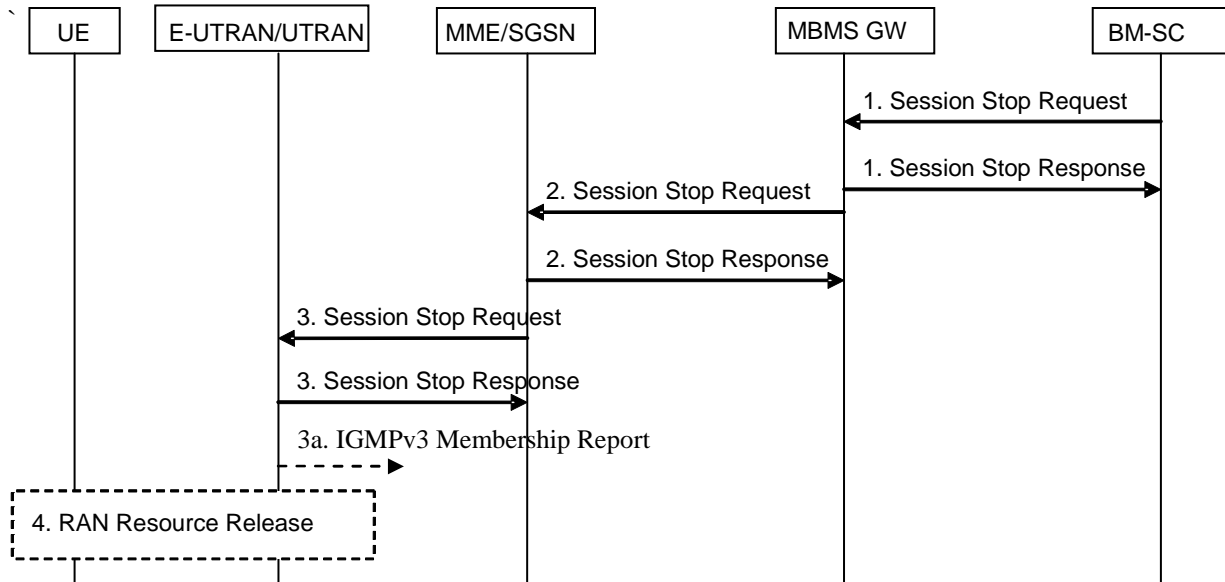 `
UE E-UTRAN/UTRAN MME/SGSN MBMS GW BM-SC
1. Session Stop Request
1. Session Stop Response
2. Session Stop Request
2. Session Stop Response
3. Session Stop Request
3. Session Stop Response
3a. IGMPv3 Membership Report
4. RAN Resource Release